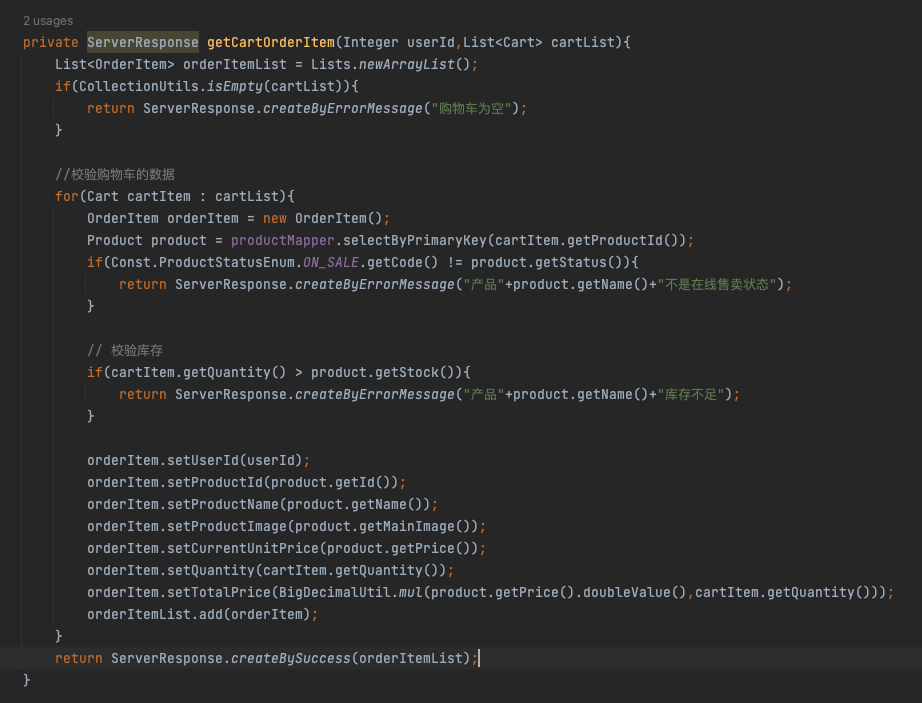 2 usages
private ServerResponse getCartOrderItem(Integer userId,List<Cart> cartList){
List<OrderItem> orderItemList = Lists.newArrayList();
if(CollectionUtils.isEmpty(cartList)){
return ServerResponse.createByErrorMessage("购物车为空");
}
//校验购物车的数据
for(Cart cartItem : cartList){
OrderItem orderItem = new OrderItem();
Product product = productMapper.selectByPrimaryKey(cartItem.getProductId());
if(Const.ProductStatusEnum.ON_SALE.getCode() != product.getStatus()){
return ServerResponse.createByErrorMessage("产品"+product.getName()+"不是在线售卖状态");
}
// 校验库存
if(cartItem.getQuantity() > product.getStock()){
return ServerResponse.createByErrorMessage("产品"+product.getName()+"库存不足");
}
orderItem.setUserId(userId);
orderItem.setProductId(product.getId());
orderItem.setProductName(product.getName());
orderItem.setProductImage(product.getMainImage());
orderItem.setCurrentUnitPrice(product.getPrice());
orderItem.setQuantity(cartItem.getQuantity());
orderItem.setTotalPrice(BigDecimalUtil.mul(product.getPrice().doubleValue(),cartItem.getQuantity()));
orderItemList.add(orderItem);
}
return ServerResponse.createBySuccess(orderItemList);
}